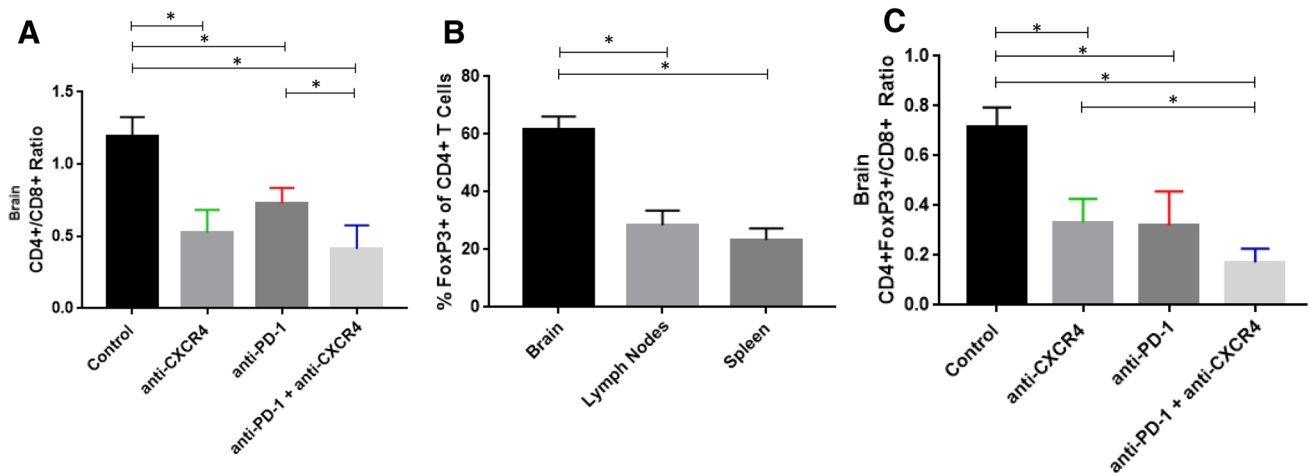 A
*
*
*
*
Brain
CD4+/CD8+ Ratio
1.5
1.0
0.5
0.0
Control
anti-CXCR4
anti-PD-1
anti-PD-1 + anti-CXCR4
B
*
*
% FoxP3+ of CD4+ T Cells
80
60
40
20
0
Brain
Lymph Nodes
Spleen
C
*
*
*
*
Brain
CD4+FoxP3+/CD8+ Ratio
1.0
0.8
0.6
0.4
0.2
0.0
Control
anti-CXCR4
anti-PD-1
anti-PD-1 + anti-CXCR4